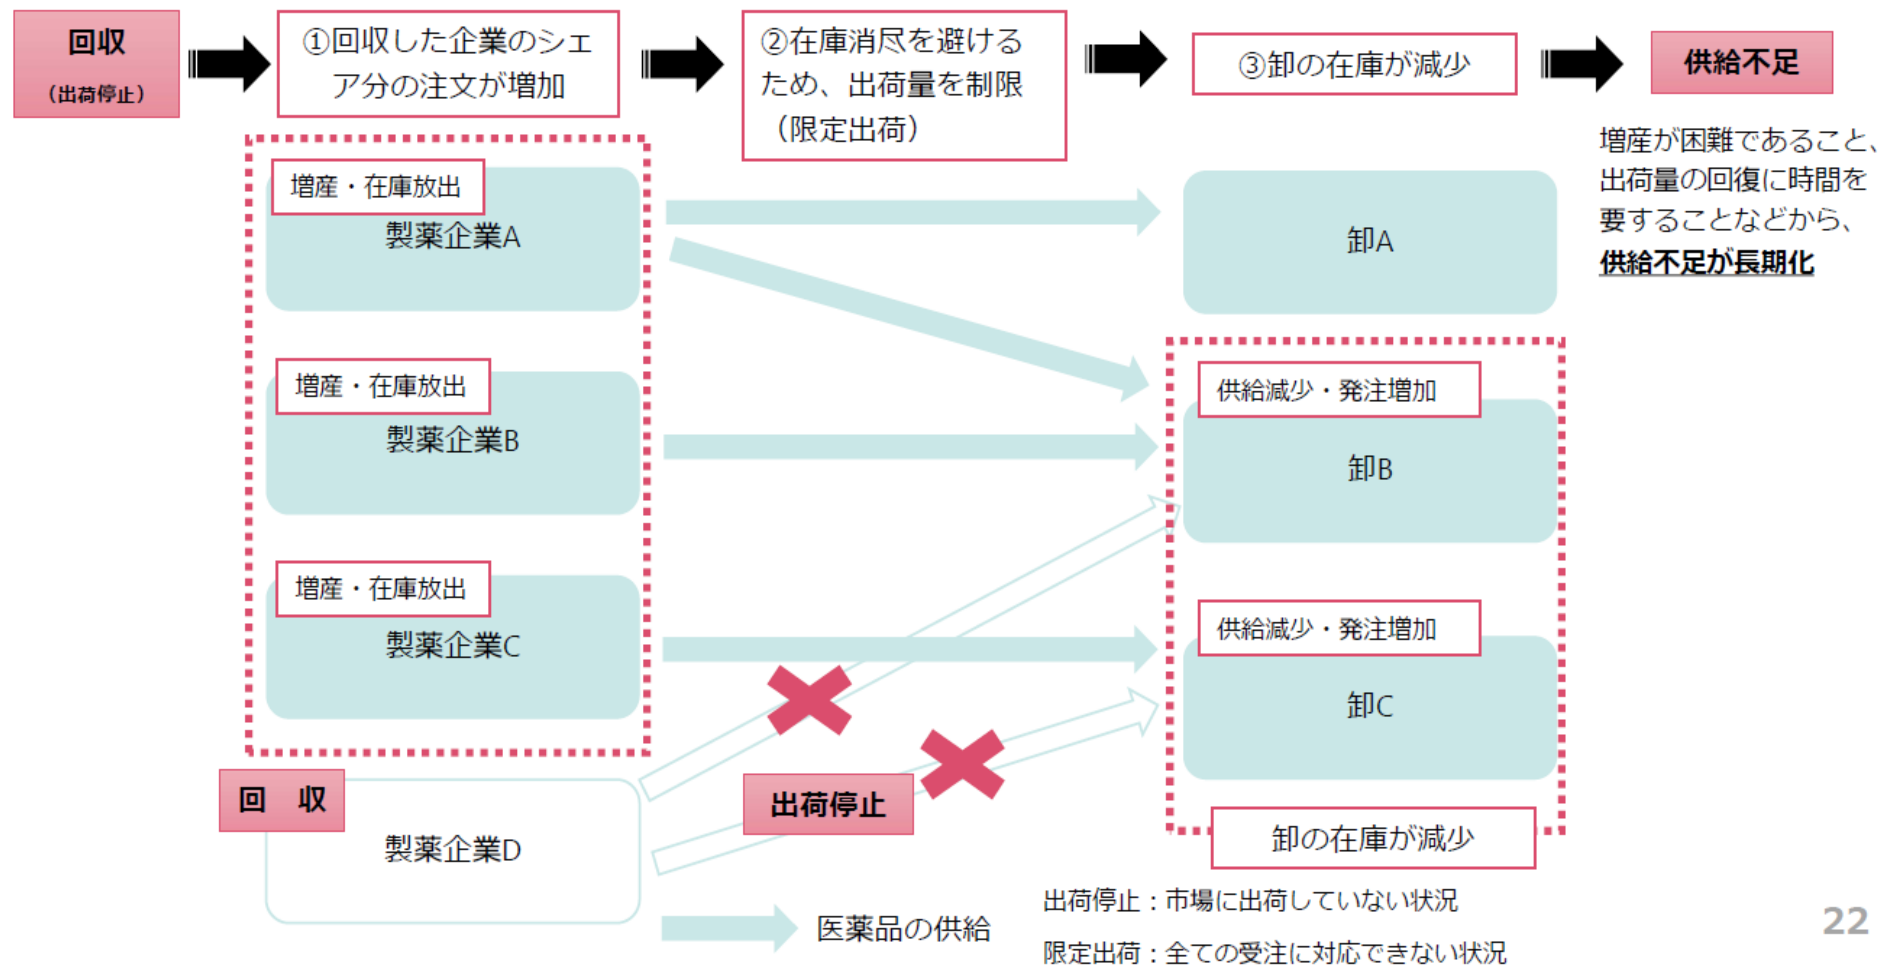 回収
（出荷停止）
①回収した企業のシェ
ア分の注文が増加
②在庫消尽を避ける
ため、出荷量を制限
（限定出荷）
③卸の在庫が減少
供給不足
増産が困難であること、
出荷量の回復に時間を
要することなどから、
供給不足が長期化
増産・在庫放出
製薬企業A
卸A
増産・在庫放出
製薬企業B
供給減少・発注増加
卸B
増産・在庫放出
製薬企業C
供給減少・発注増加
卸C
回　収
製薬企業D
出荷停止
卸の在庫が減少
医薬品の供給
出荷停止：市場に出荷していない状況
限定出荷：全ての受注に対応できない状況
22